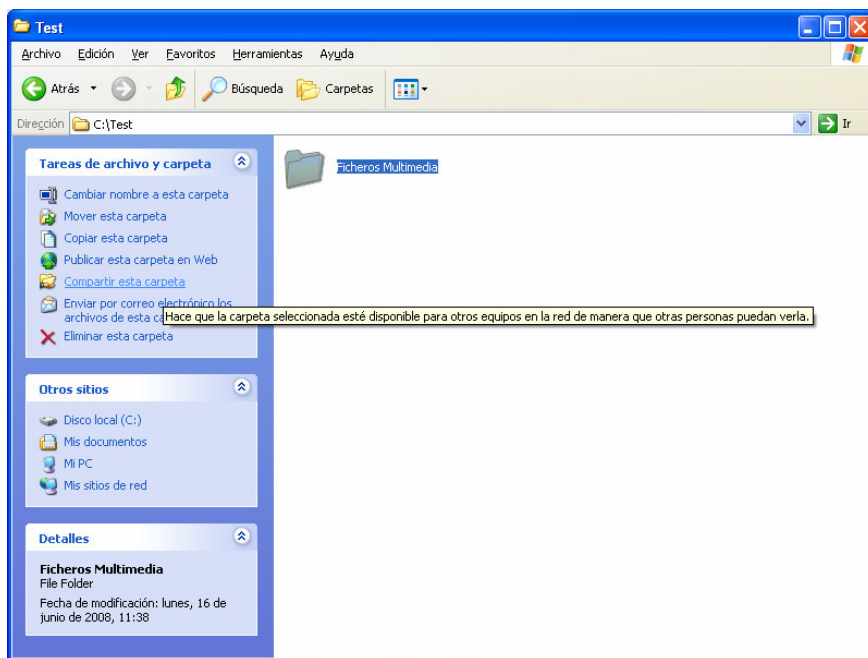 Test
Archivo Edición Ver Favoritos Herramientas Ayuda
Atrás Búsqueda Carpetas
Dirección C:\Test Ir
Tareas de archivo y carpeta
Cambiar nombre a esta carpeta
Mover esta carpeta
Copiar esta carpeta
Publicar esta carpeta en Web
Compartir esta carpeta
Enviar por correo electrónico los
archivos de esta ca
Hace que la carpeta seleccionada esté disponible para otros equipos en la red de manera que otras personas puedan verla.
Eliminar esta carpeta
Otros sitios
Disco local (C:)
Mis documentos
Mi PC
Mis sitios de red
Detalles
Ficheros Multimedia
File Folder
Fecha de modificación: lunes, 16 de
junio de 2008, 11:38
Ficheros Multimedia